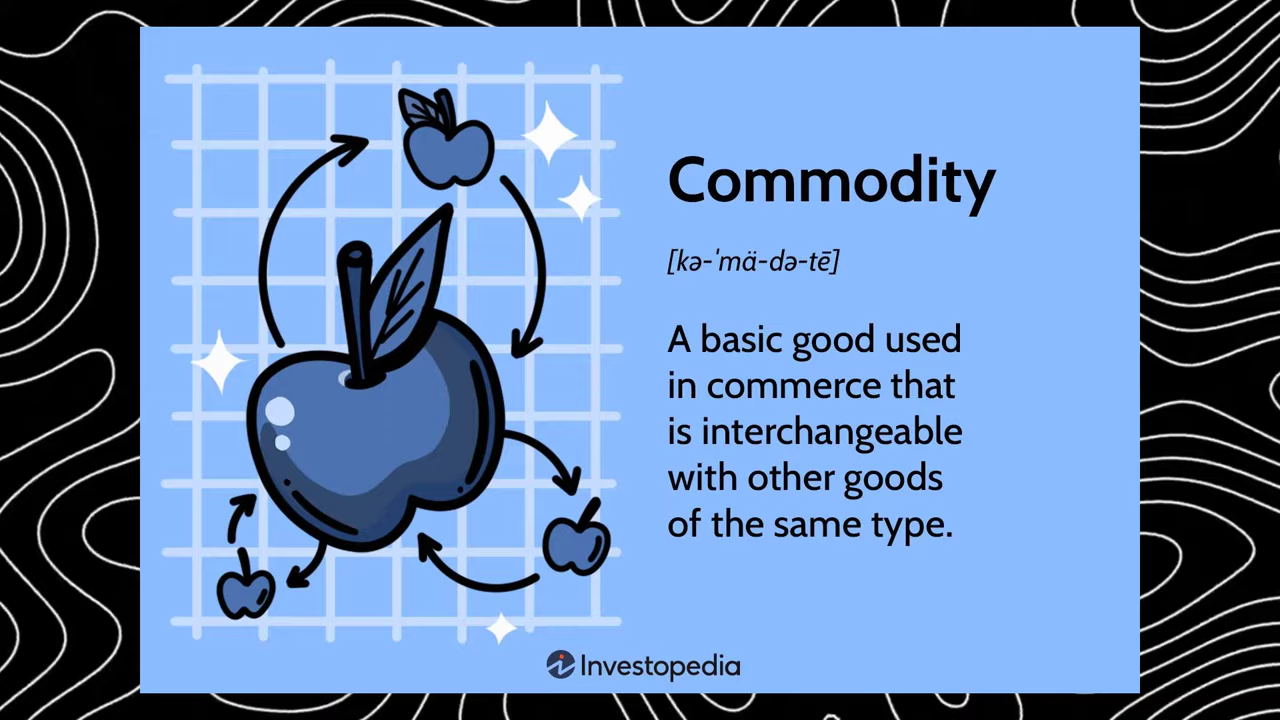 Commodity
[kə-ˈmä-də-tē]
A basic good used
in commerce that
is interchangeable
with other goods
of the same type.
Investopedia